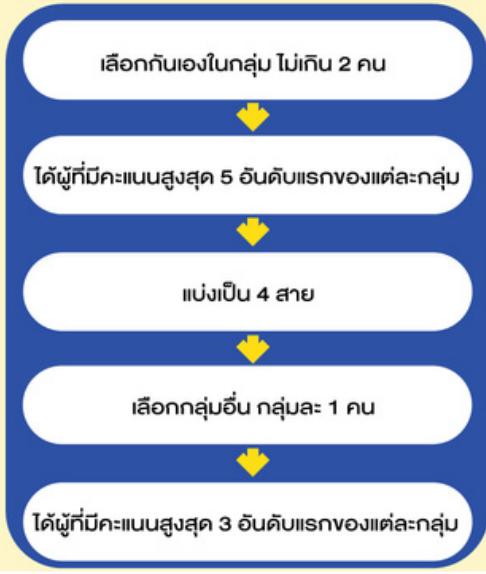 เลือกกันเองในกลุ่ม ไม่เกิน 2 คน
ได้ผู้ที่มีคะแนนสูงสุด 5 อันดับแรกของแต่ละกลุ่ม
แบ่งเป็น 4 สาย
เลือกกลุ่มอื่น กลุ่มละ 1 คน
ได้ผู้ที่มีคะแนนสูงสุด 3 อันดับแรกของแต่ละกลุ่ม